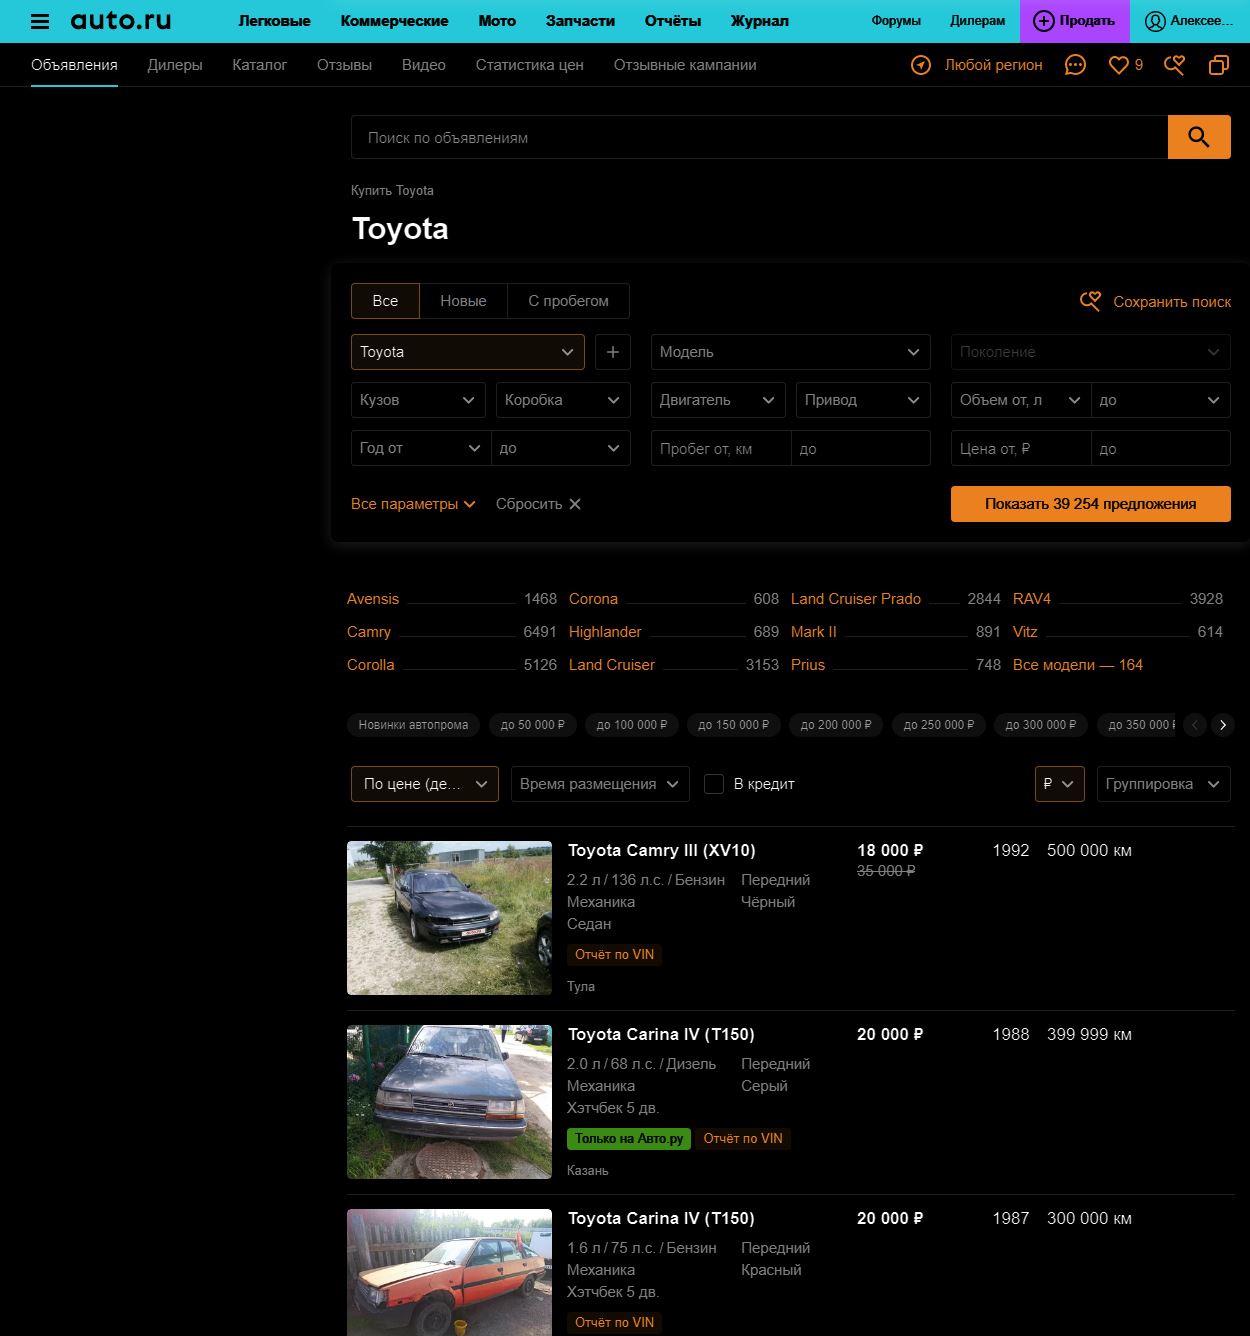 auto.ru Легковые Коммерческие Мото Запчасти Отчёты Журнал Форумы Дилерам Продать Алексее...
Объявления Дилеры Каталог Отзывы Видео Статистика цен Отзывные кампании Любой регион 9
Поиск по объявлениям
Купить Toyota
Toyota
Все Новые С пробегом Сохранить поиск
Toyota Модель Поколение
Кузов Коробка Двигатель Привод Объем от, л до
Год от до Пробег от, км до Цена от, ₽ до
Все параметры Сбросить Показать 39 254 предложения
Avensis 1468 Corona 608 Land Cruiser Prado 2844 RAV4 3928
Camry 6491 Highlander 689 Mark II 891 Vitz 614
Corolla 5126 Land Cruiser 3153 Prius 748 Все модели — 164
Новинки автопрома до 50 000 ₽ до 100 000 ₽ до 150 000 ₽ до 200 000 ₽ до 250 000 ₽ до 300 000 ₽ до 350 000 ₽
По цене (де... Время размещения В кредит ₽ Группировка
Toyota Camry III (XV10) 18 000 ₽ 1992 500 000 км
35 000 ₽
2.2 л / 136 л.с. / Бензин Передний
Механика Чёрный
Седан
Отчёт по VIN
Тула
Toyota Carina IV (T150) 20 000 ₽ 1988 399 999 км
2.0 л / 68 л.с. / Дизель Передний
Механика Серый
Хэтчбек 5 дв.
Только на Авто.ру Отчёт по VIN
Казань
Toyota Carina IV (T150) 20 000 ₽ 1987 300 000 км
1.6 л / 75 л.с. / Бензин Передний
Механика Красный
Хэтчбек 5 дв.
Отчёт по VIN